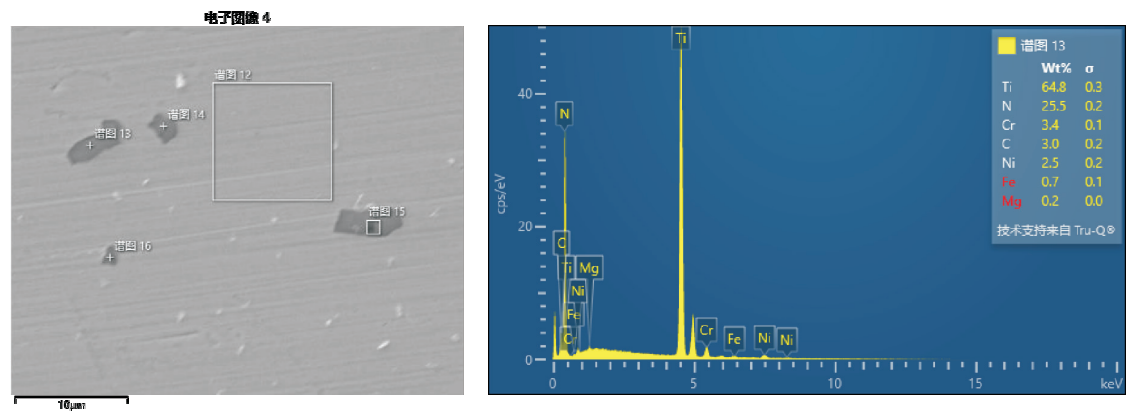 电子图像 4
谱图 12
谱图 14
谱图 13
谱图 15
谱图 16
10μm
cps/eV
40
20
0
N
C
Ti
Mg
Ni
Fe
C
Ti
Cr
Fe
Ni
Ni
0
5
10
15
keV
谱图 13
Wt% σ
Ti 64.8 0.3
N 25.5 0.2
Cr 3.4 0.1
C 3.0 0.2
Ni 2.5 0.2
Fe 0.7 0.1
Mg 0.2 0.0
技术支持来自 Tru-Q®